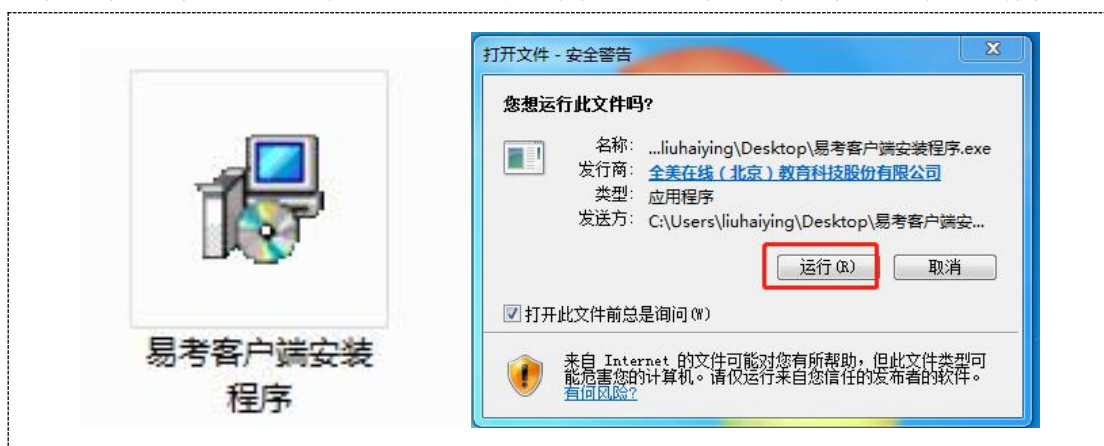 易考客户端安装
程序
打开文件 - 安全警告
您想运行此文件吗?
名称: ...liuhaiying\Desktop\易考客户端安装程序.exe
发行商: 全美在线（北京）教育科技股份有限公司
类型: 应用程序
发送方: C:\Users\liuhaiying\Desktop\易考客户端安...
运行(R)
取消
打开此文件前总是询问(W)
来自 Internet 的文件可能对您有所帮助，但此文件类型可
能危害您的计算机。请仅运行来自您信任的发布者的软件。
有何风险?